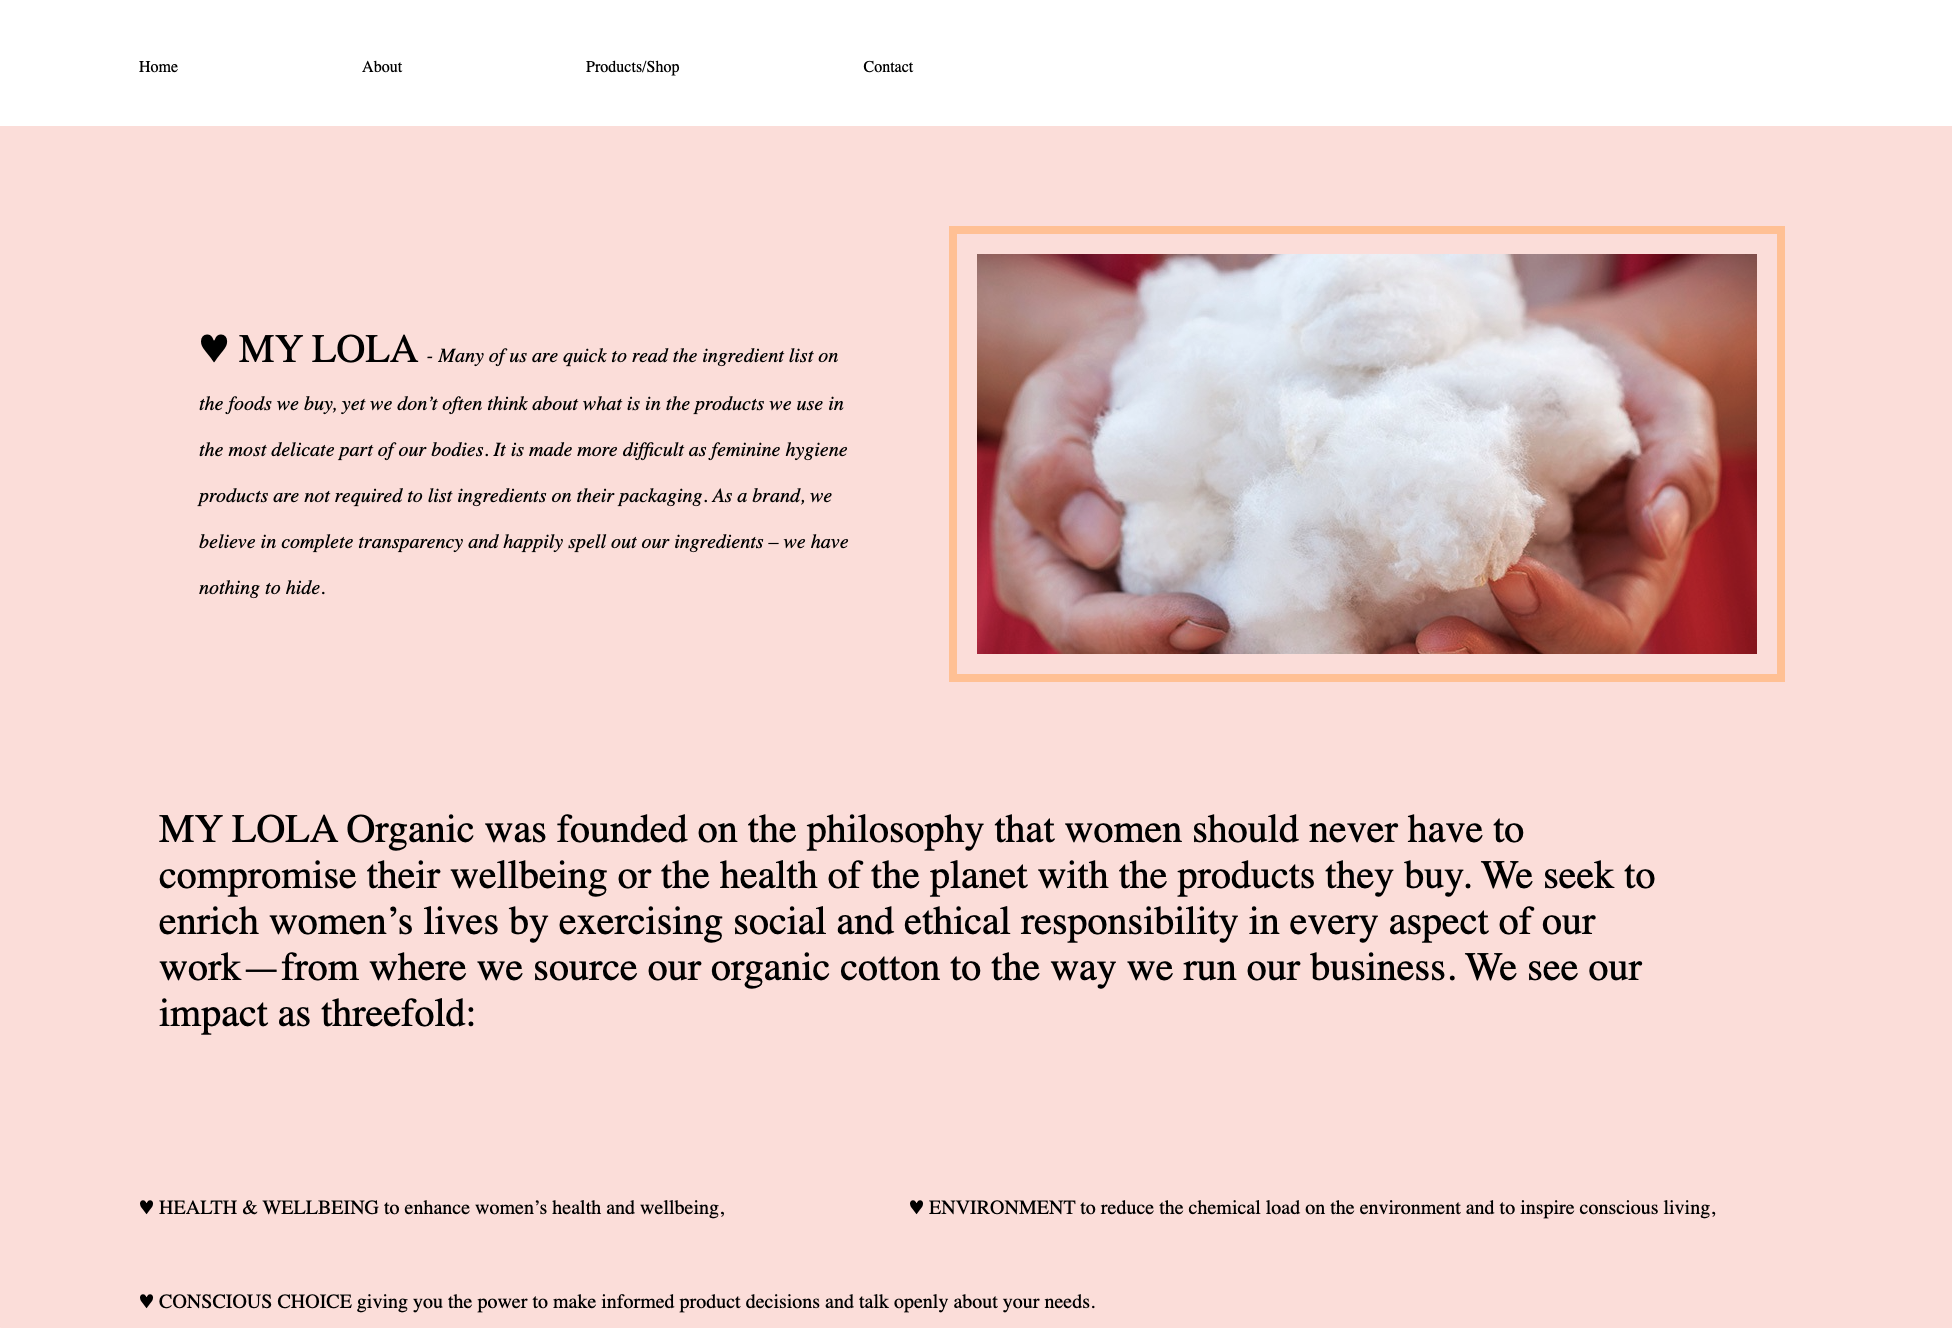 Home About Products/Shop Contact
♥ MY LOLA - Many of us are quick to read the ingredient list on
the foods we buy, yet we don’t often think about what is in the products we use in
the most delicate part of our bodies. It is made more difficult as feminine hygiene
products are not required to list ingredients on their packaging. As a brand, we
believe in complete transparency and happily spell out our ingredients – we have
nothing to hide.
MY LOLA Organic was founded on the philosophy that women should never have to
compromise their wellbeing or the health of the planet with the products they buy. We seek to
enrich women’s lives by exercising social and ethical responsibility in every aspect of our
work—from where we source our organic cotton to the way we run our business. We see our
impact as threefold:
♥ HEALTH & WELLBEING to enhance women’s health and wellbeing,
♥ ENVIRONMENT to reduce the chemical load on the environment and to inspire conscious living,
♥ CONSCIOUS CHOICE giving you the power to make informed product decisions and talk openly about your needs.